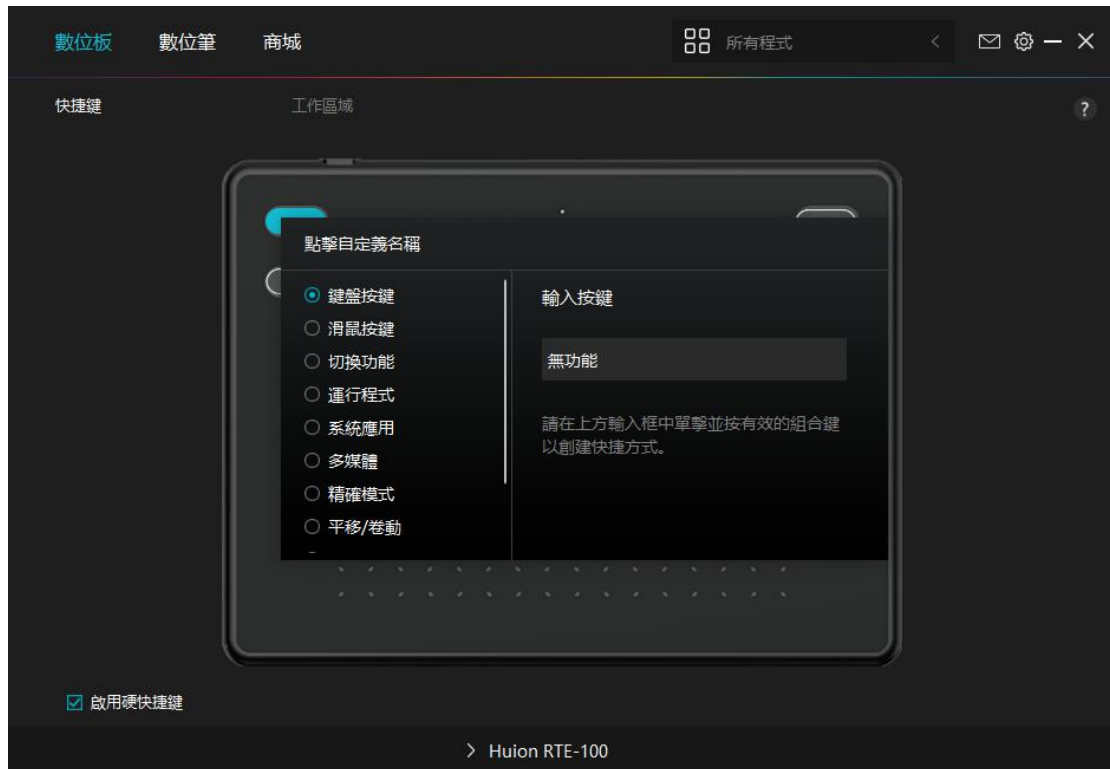 數位板 數位筆 商城 所有程式
快捷鍵 工作區域 ?
點擊自定義名稱
鍵盤按鍵
滑鼠按鍵
切換功能
運行程式
系統應用
多媒體
精確模式
平移/卷動
輸入按鍵
無功能
請在上方輸入框中單擊並按有效的組合鍵
以創建快捷方式。
啟用硬快捷鍵
Huion RTE-100